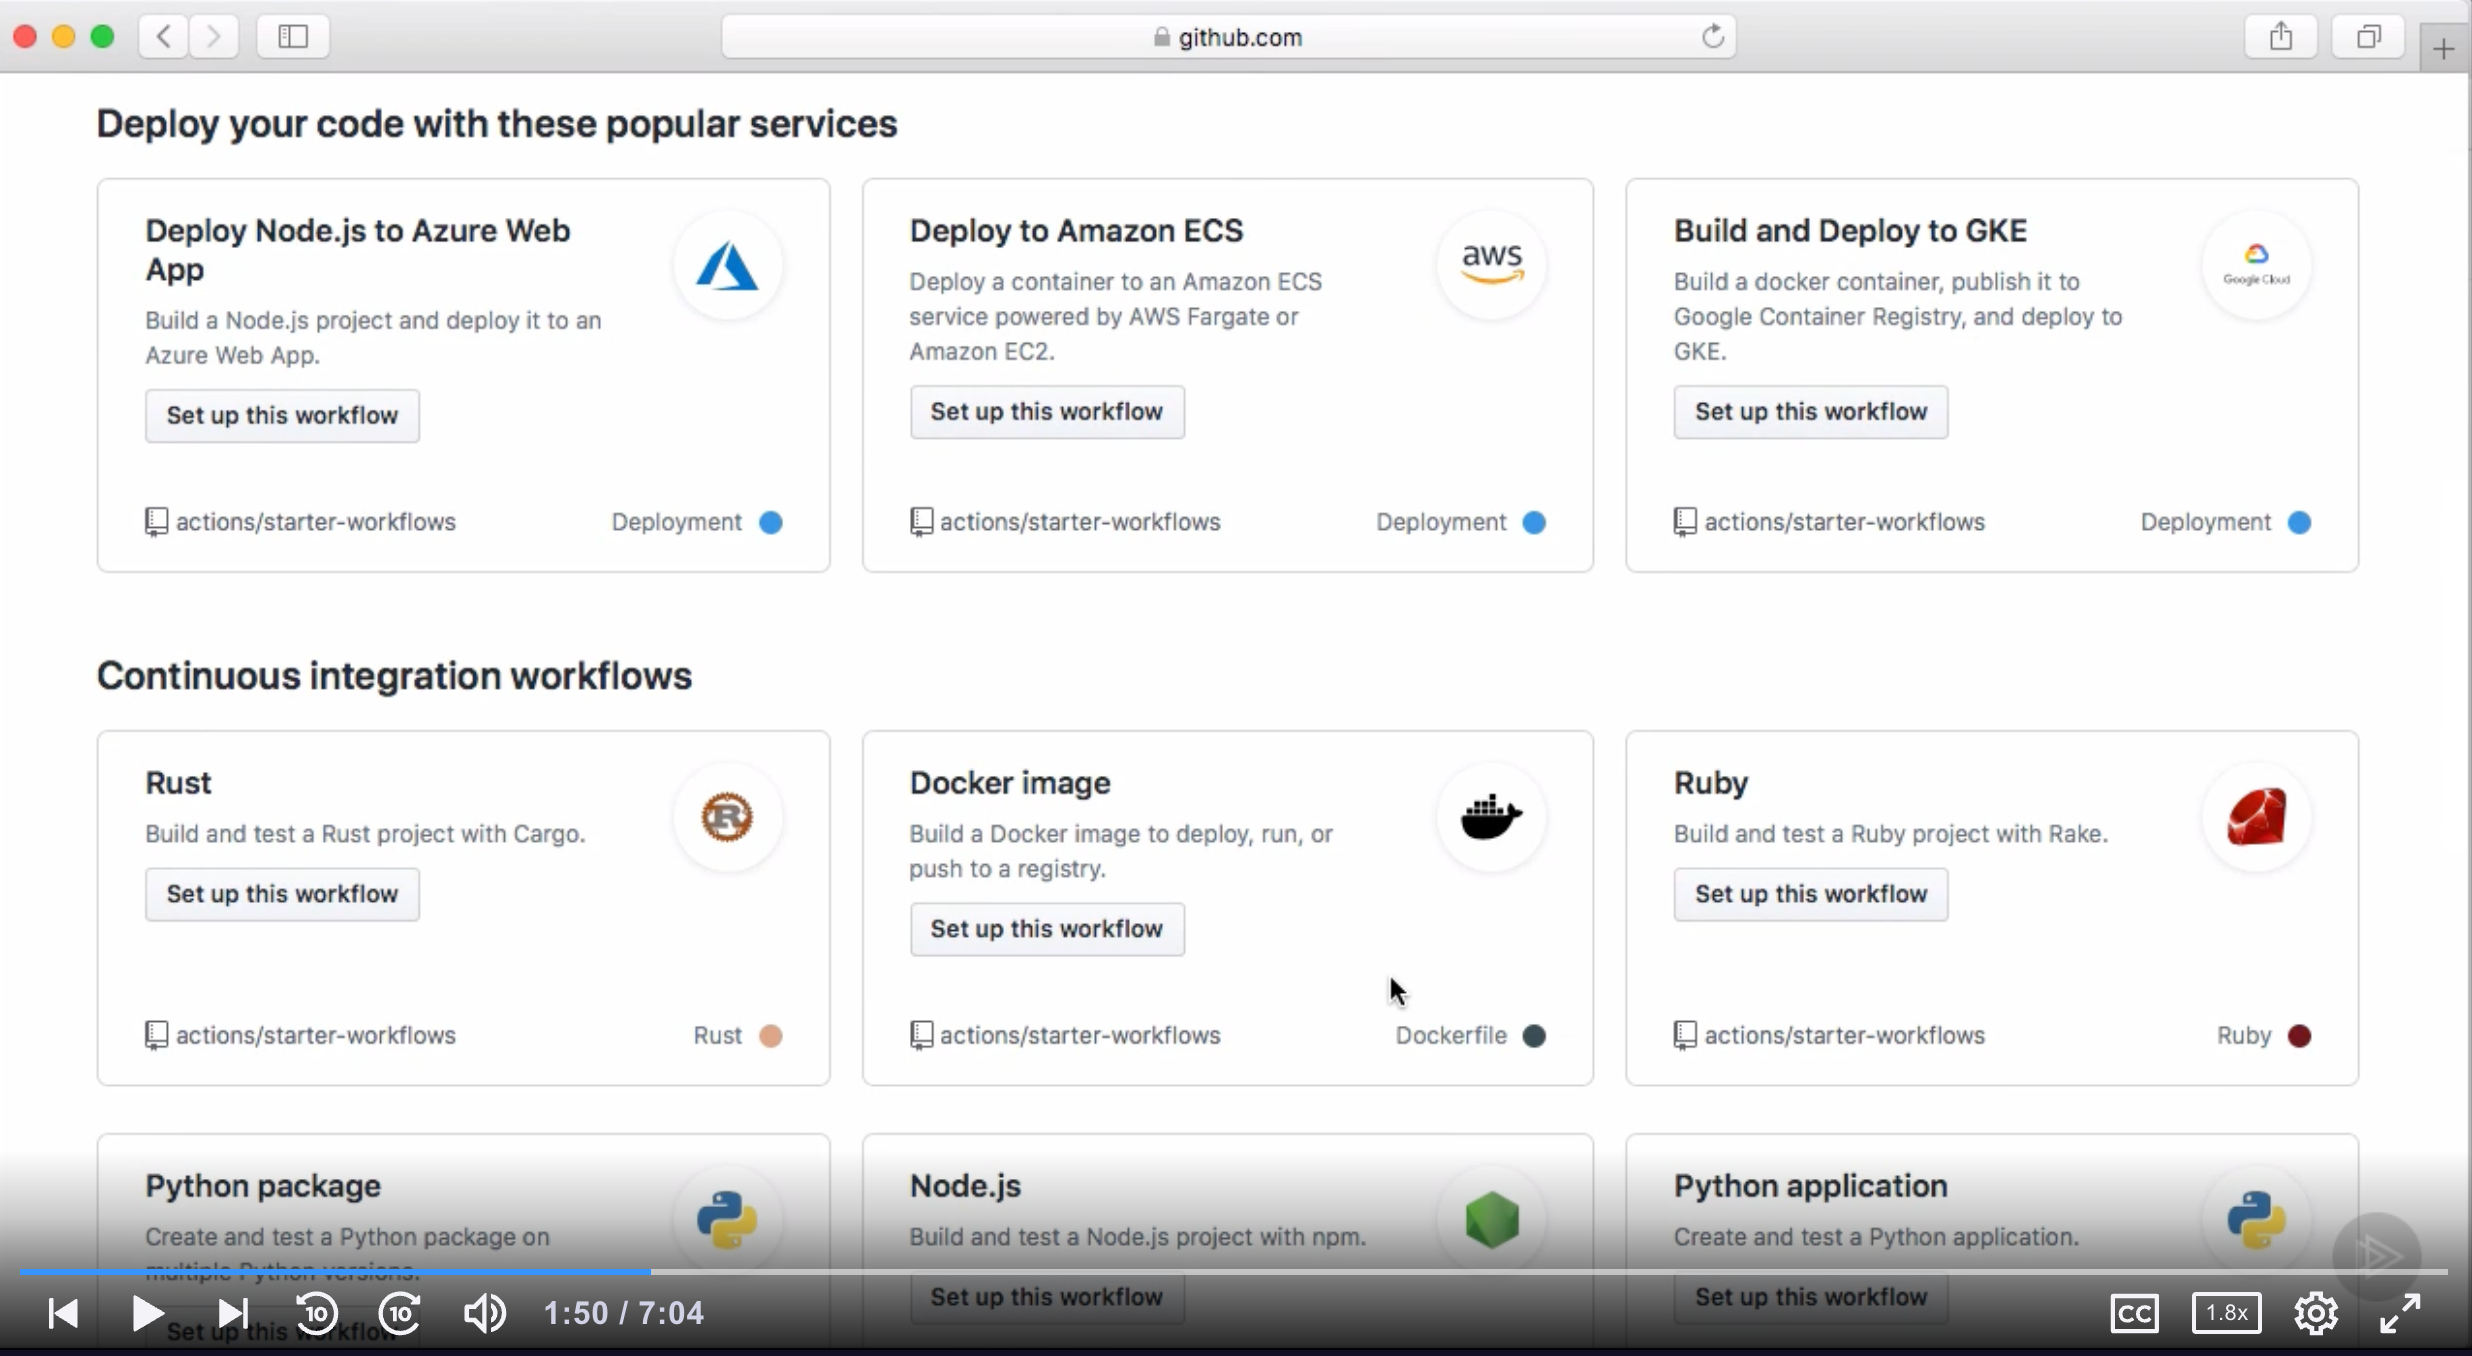 github.com
Deploy your code with these popular services
Deploy Node.js to Azure Web
App
Build a Node.js project and deploy it to an
Azure Web App.
Set up this workflow
actions/starter-workflows
Deployment
Deploy to Amazon ECS
aws
Deploy a container to an Amazon ECS
service powered by AWS Fargate or
Amazon EC2.
Set up this workflow
actions/starter-workflows
Deployment
Build and Deploy to GKE
Google Cloud
Build a docker container, publish it to
Google Container Registry, and deploy to
GKE.
Set up this workflow
actions/starter-workflows
Deployment
Continuous integration workflows
Rust
R
Build and test a Rust project with Cargo.
Set up this workflow
actions/starter-workflows
Rust
Docker image
Build a Docker image to deploy, run, or
push to a registry.
Set up this workflow
actions/starter-workflows
Dockerfile
Ruby
Build and test a Ruby project with Rake.
Set up this workflow
actions/starter-workflows
Ruby
Python package
Create and test a Python package on
multiple Python versions.
Set up this workflow
Node.js
Build and test a Node.js project with npm.
Set up this workflow
Python application
Create and test a Python application.
Set up this workflow
10
10
1:50 / 7:04
CC
1.8x